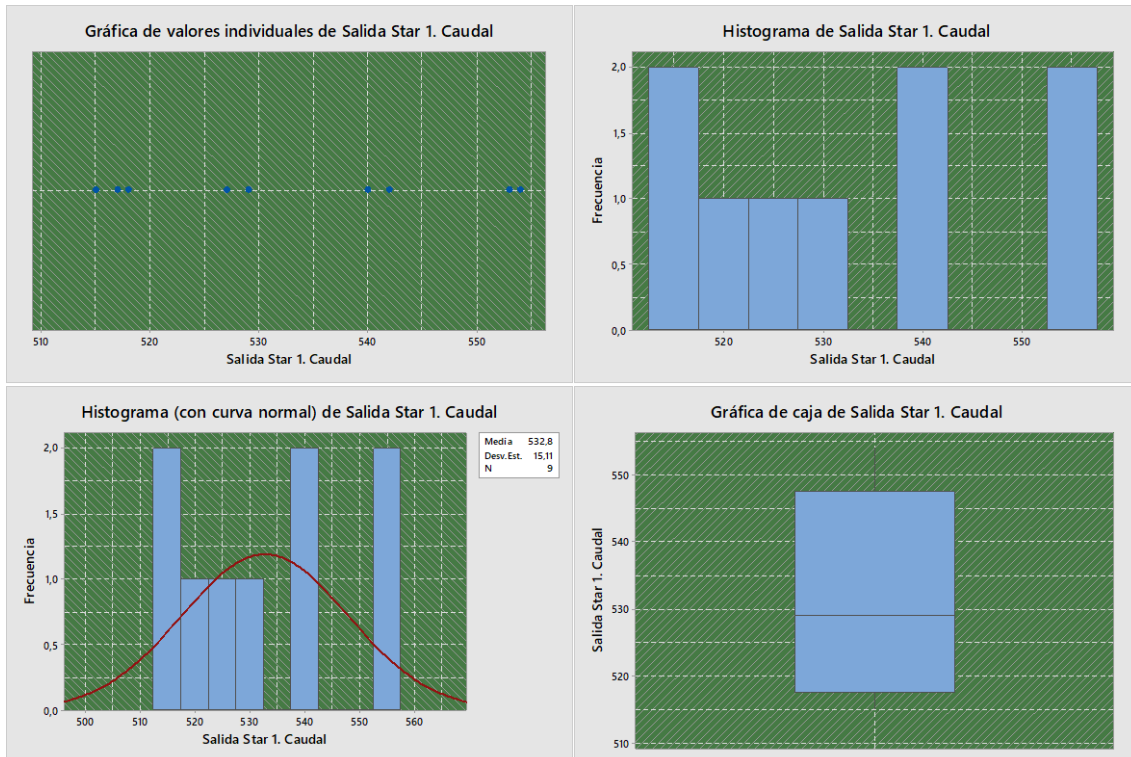 Gráfica de valores individuales de Salida Star 1. Caudal
510 520 530 540 550
Salida Star 1. Caudal
Histograma de Salida Star 1. Caudal
Frecuencia
2,0
1,5
1,0
0,5
0,0
520 530 540 550
Salida Star 1. Caudal
Histograma (con curva normal) de Salida Star 1. Caudal
Media 532,8
Desv.Est. 15,11
N 9
Frecuencia
2,0
1,5
1,0
0,5
0,0
500 510 520 530 540 550 560
Salida Star 1. Caudal
Gráfica de caja de Salida Star 1. Caudal
Salida Star 1. Caudal
550
540
530
520
510